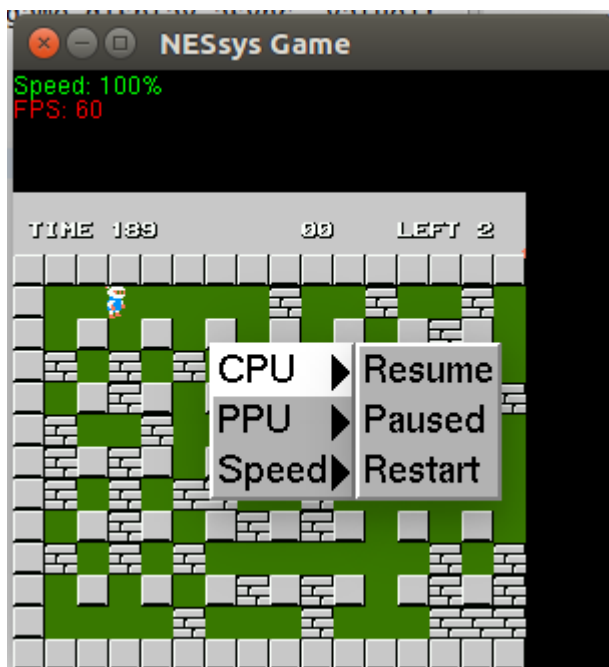 NESsys Game
Speed: 100%
FPS: 60
TIME 189 00 LEFT 2
CPU Resume
PPU Paused
Speed Restart